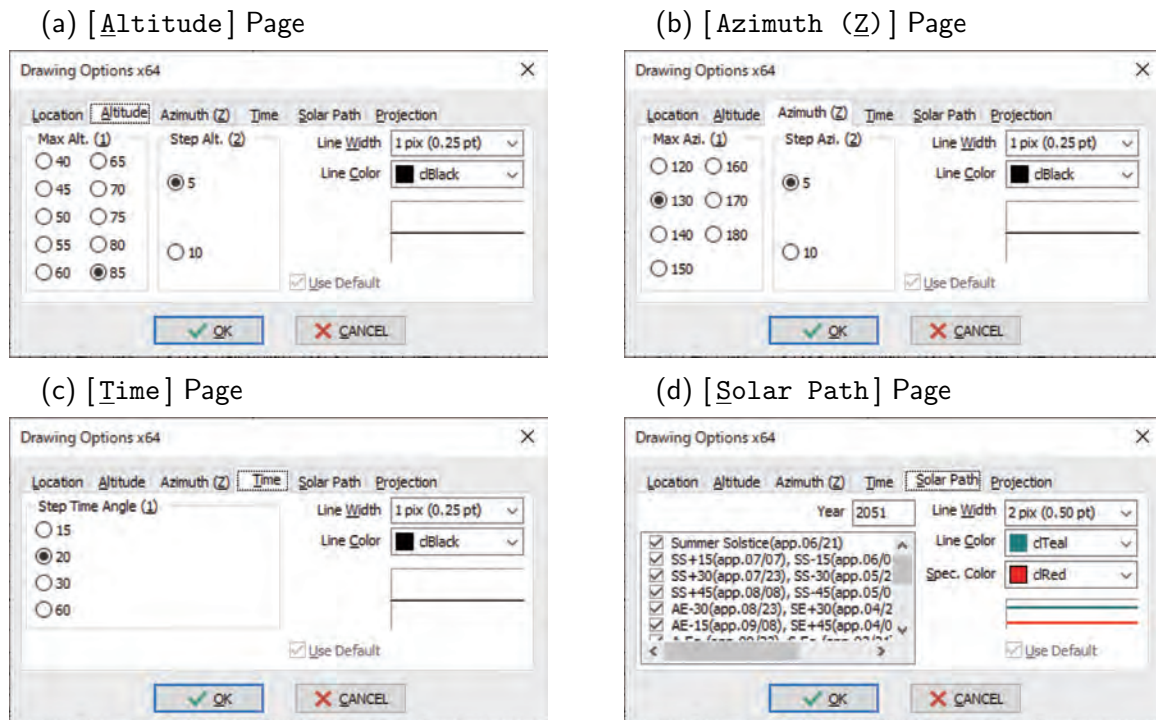 (a) [Altitude] Page
Drawing Options x64
Location Altitude Azimuth (Z) Time Solar Path Projection
Max Alt. (1) Step Alt. (2) Line Width 1 pix (0.25 pt)
40 65 Line Color clBlack
45 70 5
50 75
55 80 10
60 85 Use Default
OK CANCEL
(b) [Azimuth (Z)] Page
Drawing Options x64
Location Altitude Azimuth (Z) Time Solar Path Projection
Max Azi. (1) Step Azi. (2) Line Width 1 pix (0.25 pt)
120 160 Line Color clBlack
130 170 5
140 180 10
150 Use Default
OK CANCEL
(c) [Time] Page
Drawing Options x64
Location Altitude Azimuth (Z) Time Solar Path Projection
Step Time Angle (1) Line Width 1 pix (0.25 pt)
15 Line Color clBlack
20
30
60
Use Default
OK CANCEL
(d) [Solar Path] Page
Drawing Options x64
Location Altitude Azimuth (Z) Time Solar Path Projection
Year 2051 Line Width 2 pix (0.50 pt)
Summer Solstice(app.06/21) Line Color clTeal
SS+15(app.07/07), SS-15(app.06/0
SS+30(app.07/23), SS-30(app.05/2 Spec. Color clRed
SS+45(app.08/08), SS-45(app.05/0
AE-30(app.08/23), SE+30(app.04/2
AE-15(app.09/08), SE+45(app.04/0
Use Default
OK CANCEL